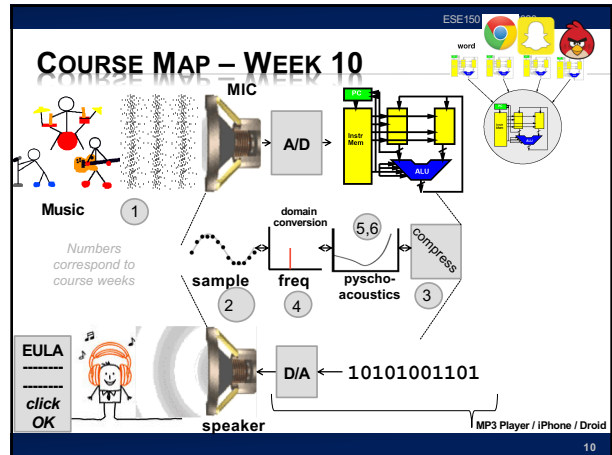 ESE150
COURSE MAP – WEEK 10
word
MIC
PC
Instr
Mem
ALU
A/D
Music
1
Numbers
correspond to
course weeks
domain
conversion
5,6
compress
sample
freq
pyscho-
acoustics
2
4
3
EULA
--------
--------
click
OK
D/A
10101001101
speaker
MP3 Player / iPhone / Droid
10